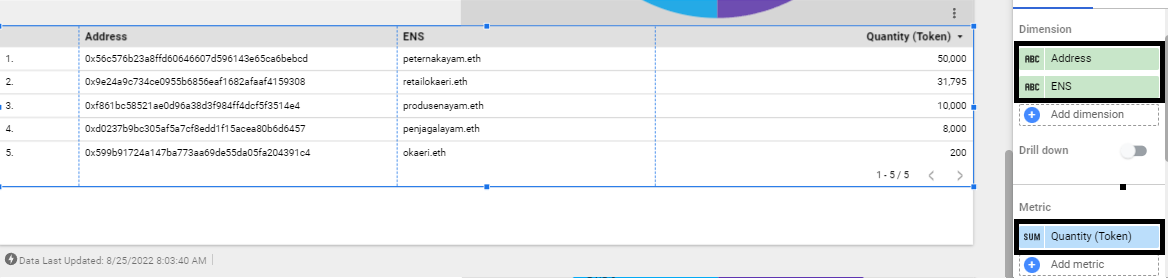 Address ENS Quantity (Token)
1. 0x56c576b23a8ffd60646607d596143e65ca6bebcd peternakayam.eth 50,000
2. 0x9e24a9c734ce0955b6856eaf1682afaaf4159308 retailokaeri.eth 31,795
3. 0xf861bc58521ae0d96a38d3f984ff4dcf5f3514e4 produsenayam.eth 10,000
4. 0xd0237b9bc305af5a7cf8edd1f15acea80b6d6457 penjagalayam.eth 8,000
5. 0x599b91724a147ba773aa69de55da05fa204391c4 okaeri.eth 200
1 - 5 / 5
Data Last Updated: 8/25/2022 8:03:40 AM
Dimension
ABC Address
ABC ENS
Add dimension
Drill down
Metric
SUM Quantity (Token)
Add metric